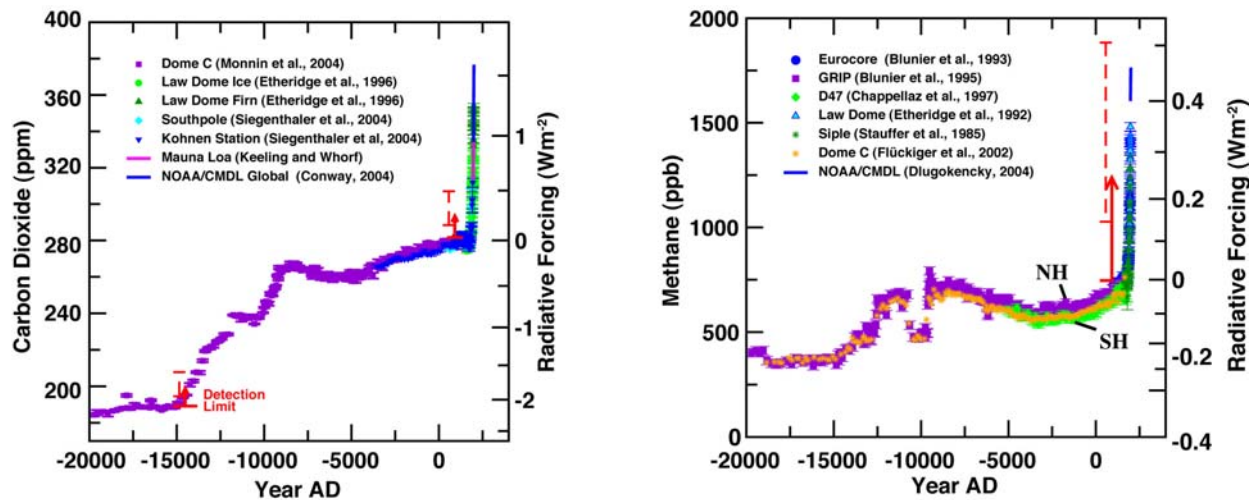 400
360
320
280
240
200
Carbon Dioxide (ppm)
Dome C (Monnin et al., 2004)
Law Dome Ice (Etheridge et al., 1996)
Law Dome Firn (Etheridge et al., 1996)
Southpole (Siegenthaler et al., 2004)
Kohnen Station (Siegenthaler et al, 2004)
Mauna Loa (Keeling and Whorf)
NOAA/CMDL Global (Conway, 2004)
Detection
Limit
1
0
-1
-2
Radiative Forcing (Wm-2)
-20000 -15000 -10000 -5000 0
Year AD
2000
1500
1000
500
0
Methane (ppb)
Eurocore (Blunier et al., 1993)
GRIP (Blunier et al., 1995)
D47 (Chappellaz et al., 1997)
Law Dome (Etheridge et al., 1992)
Siple (Stauffer et al., 1985)
Dome C (Flückiger et al., 2002)
NOAA/CMDL (Dlugokencky, 2004)
NH
SH
0.4
0.2
0
-0.2
-0.4
Radiative Forcing (Wm-2)
-20000 -15000 -10000 -5000 0
Year AD